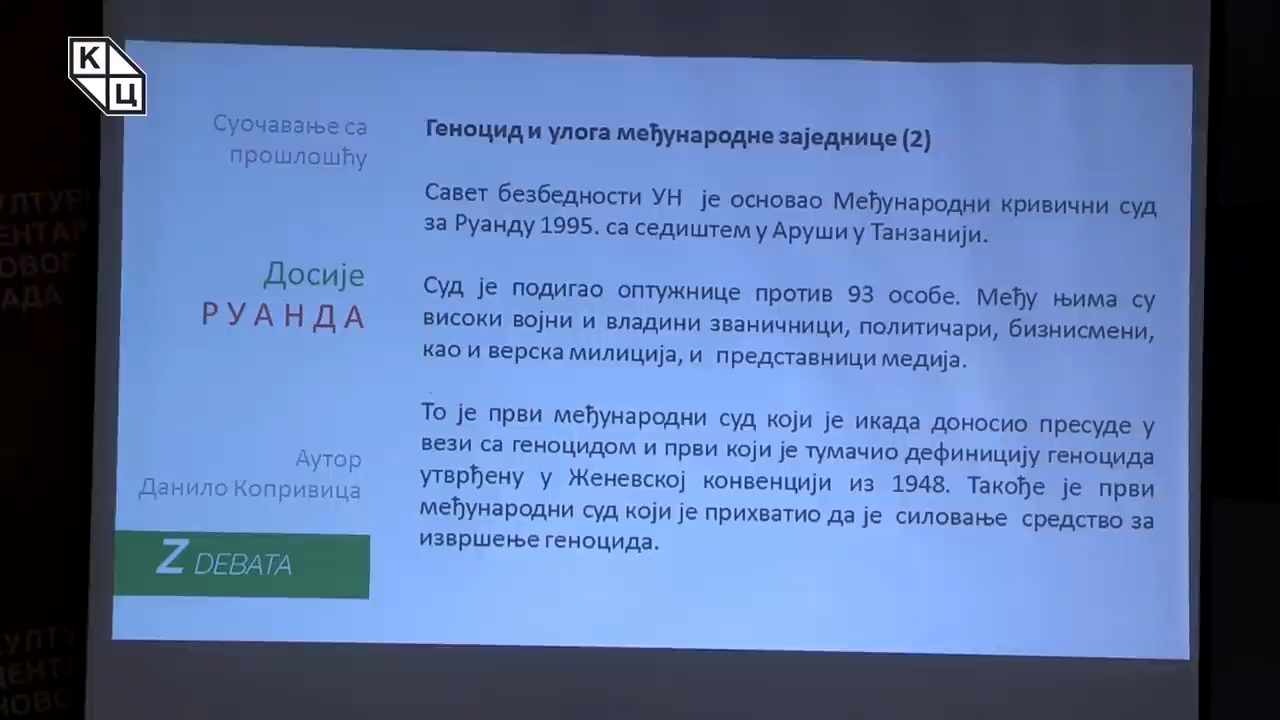 К
Ц
Суочавање са
прошлошћу
Досије
РУАНДА
Аутор
Данило Копривица
Z DEBATA
Геноцид и улога међународне заједнице (2)
Савет безбедности УН је основао Међународни кривични суд
за Руанду 1995. са седиштем у Аруши у Танзанији.
Суд је подигао оптужнице против 93 особе. Међу њима су
високи војни и владини званичници, политичари, бизнисмени,
као и верска милиција, и представници медија.
То је први међународни суд који је икада доносио пресуде у
вези са геноцидом и први који је тумачио дефиницију геноцида
утврђену у Женевској конвенцији из 1948. Такође је први
међународни суд који је прихватио да је силовање средство за
извршење геноцида.